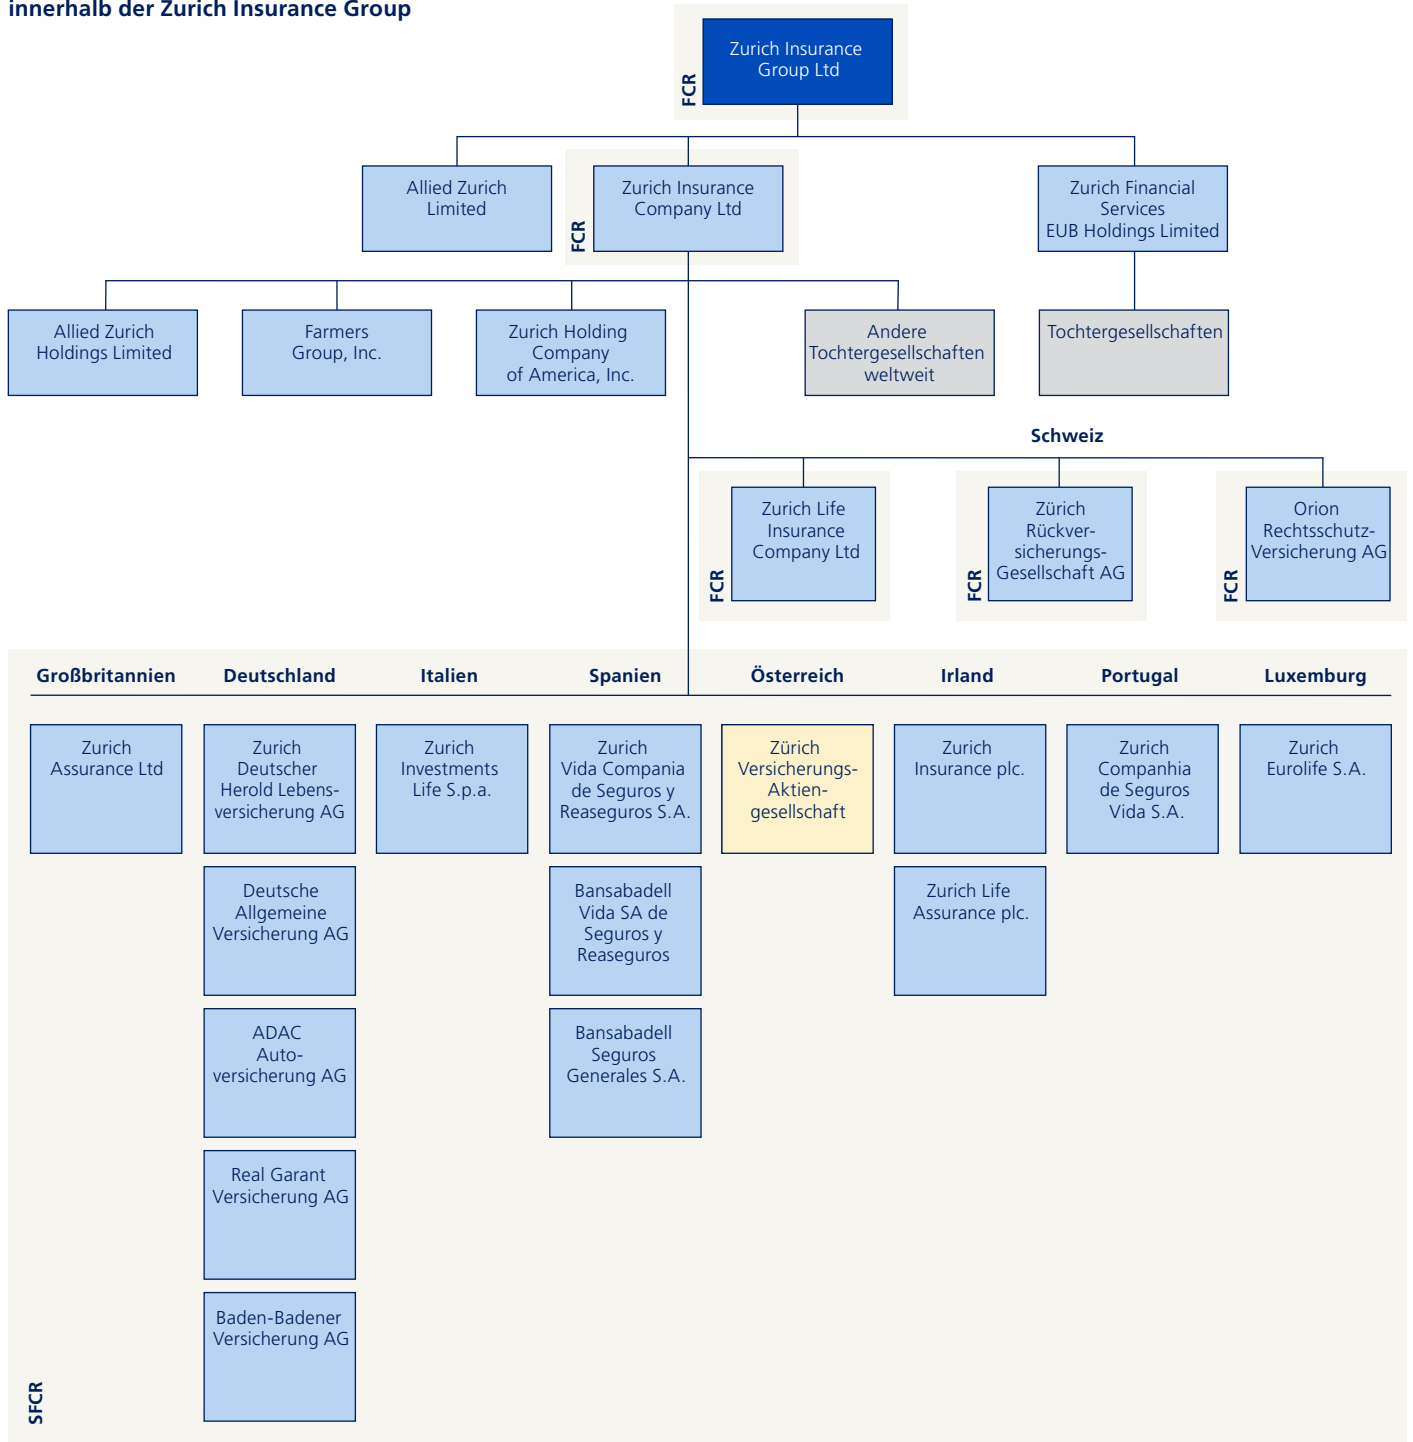 innerhalb der Zurich Insurance Group
Zurich Insurance
Group Ltd
FCR
Allied Zurich
Limited
Zurich Insurance
Company Ltd
FCR
Zurich Financial
Services
EUB Holdings Limited
Allied Zurich
Holdings Limited
Farmers
Group, Inc.
Zurich Holding
Company
of America, Inc.
Andere
Tochtergesellschaften
weltweit
Tochtergesellschaften
Schweiz
Zurich Life
Insurance
Company Ltd
FCR
Zürich
Rückver-
sicherungs-
Gesellschaft AG
FCR
Orion
Rechtsschutz-
Versicherung AG
FCR
Großbritannien
Zurich
Assurance Ltd
Deutschland
Zurich
Deutscher
Herold Lebens-
versicherung AG
Deutsche
Allgemeine
Versicherung AG
ADAC
Auto-
versicherung AG
Real Garant
Versicherung AG
Baden-Badener
Versicherung AG
Italien
Zurich
Investments
Life S.p.a.
Spanien
Zurich
Vida Compania
de Seguros y
Reaseguros S.A.
Bansabadell
Vida SA de
Seguros y
Reaseguros
Bansabadell
Seguros
Generales S.A.
Österreich
Zürich
Versicherungs-
Aktien-
gesellschaft
Irland
Zurich
Insurance plc.
Zurich Life
Assurance plc.
Portugal
Zurich
Companhia
de Seguros
Vida S.A.
Luxemburg
Zurich
Eurolife S.A.
SFCR